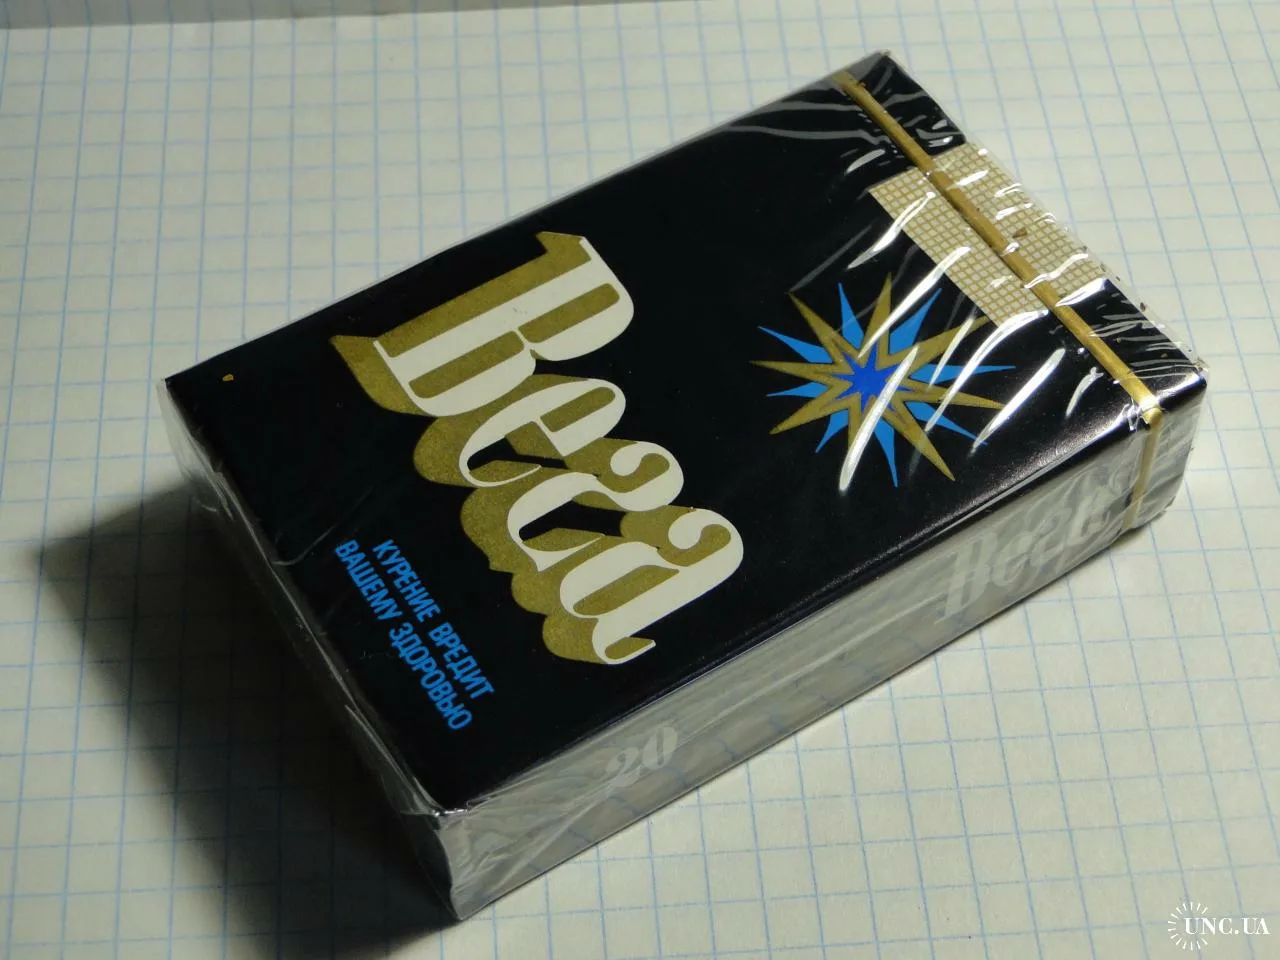 Вега
КУРЕНИЕ ВРЕДИТ
ВАШЕМУ ЗДОРОВЬЮ
Вега
20
UNC.UA